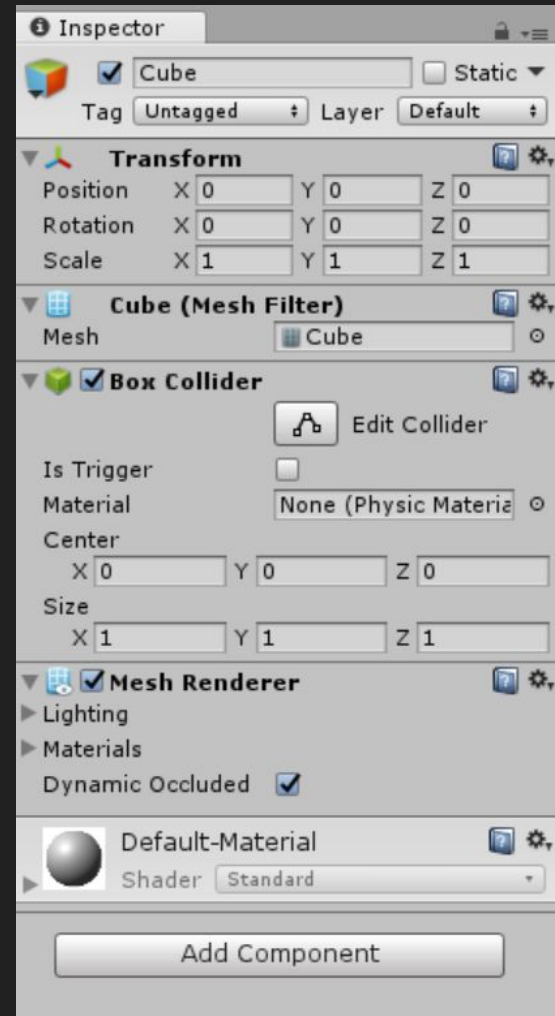 Inspector
Cube Static
Tag Untagged Layer Default
Transform
Position X 0 Y 0 Z 0
Rotation X 0 Y 0 Z 0
Scale X 1 Y 1 Z 1
Cube (Mesh Filter)
Mesh Cube
Box Collider
Edit Collider
Is Trigger
Material None (Physic Materia
Center
X 0 Y 0 Z 0
Size
X 1 Y 1 Z 1
Mesh Renderer
Lighting
Materials
Dynamic Occluded
Default-Material
Shader Standard
Add Component